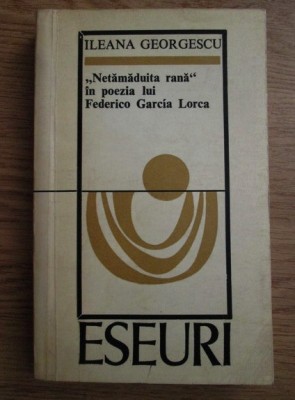 ILEANA GEORGESCU
„Netămăduita rană“
în poezia lui
Federico García Lorca
ESEURI